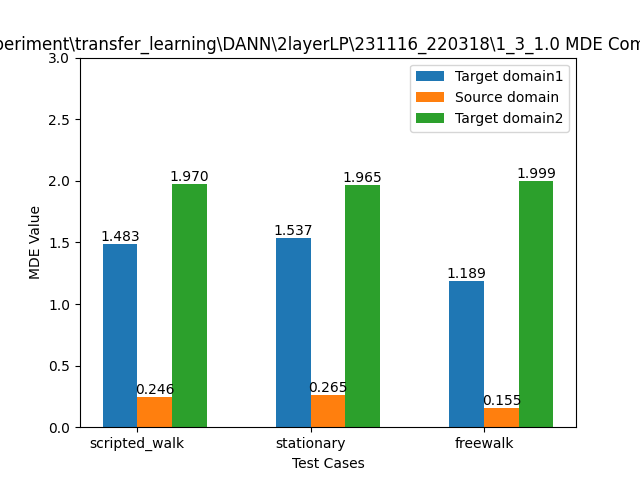 periment\transfer_learning\DANN\2layerLP\231116_220318\1_3_1.0 MDE Com
Target domain1
Source domain
Target domain2
3.0
2.5
2.0
1.5
1.0
0.5
0.0
MDE Value
1.483
0.246
1.970
1.537
0.265
1.965
1.189
0.155
1.999
scripted_walk
stationary
freewalk
Test Cases